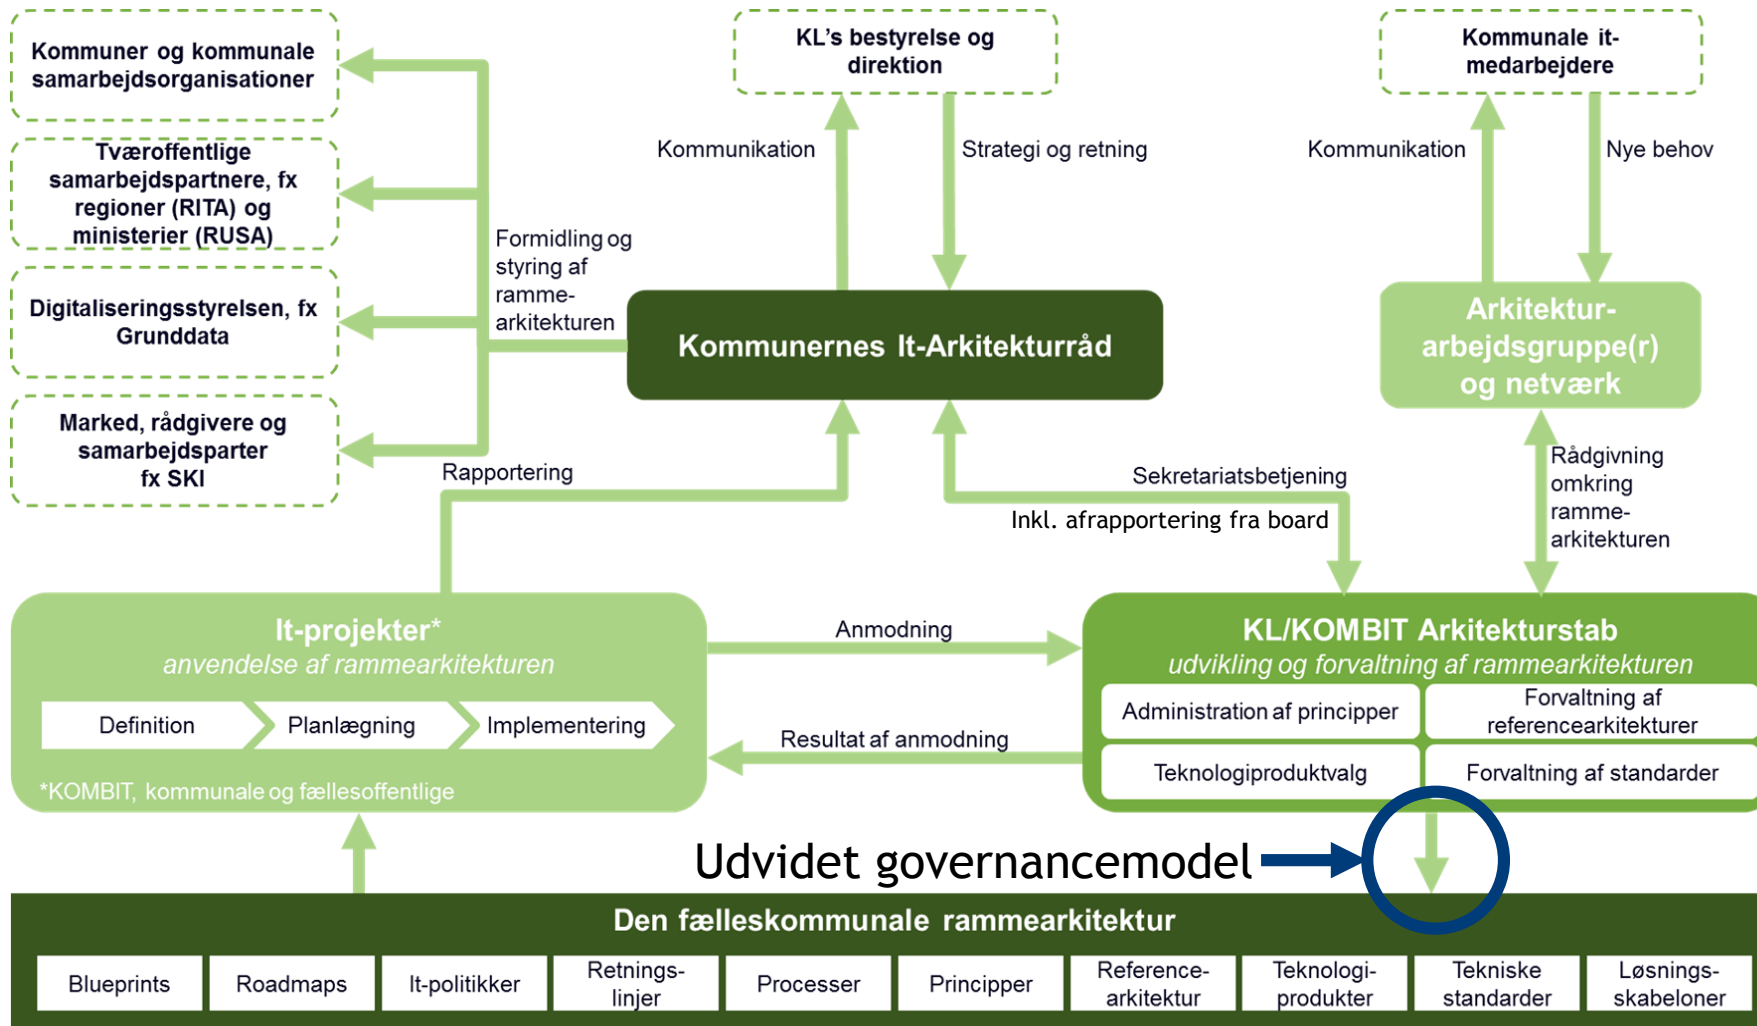 Kommuner og kommunale
samarbejdsorganisationer
Tværoffentlige
samarbejdspartnere, fx
regioner (RITA) og
ministerier (RUSA)
Digitaliseringsstyrelsen, fx
Grunddata
Marked, rådgivere og
samarbejdsparter
fx SKI
Formidling og
styring af
ramme-
arkitekturen
KL's bestyrelse og
direktion
Kommunikation
Strategi og retning
Kommunernes It-Arkitekturråd
Kommunale it-
medarbejdere
Kommunikation
Nye behov
Arkitektur-
arbejdsgruppe(r)
og netværk
Rapportering
Sekretariatsbetjening
Inkl. afrapportering fra board
Rådgivning
omkring
ramme-
arkitekturen
It-projekter*
anvendelse af rammearkitekturen
Definition
Planlægning
Implementering
*KOMBIT, kommunale og fællesoffentlige
Anmodning
Resultat af anmodning
KL/KOMBIT Arkitekturstab
udvikling og forvaltning af rammearkitekturen
Administration af principper
Forvaltning af
referencearkitekturer
Teknologiproduktvalg
Forvaltning af standarder
Udvidet governancemodel
Den fælleskommunale rammearkitektur
Blueprints
Roadmaps
It-politikker
Retnings-
linjer
Processer
Principper
Reference-
arkitektur
Teknologi-
produkter
Tekniske
standarder
Løsnings-
skabeloner